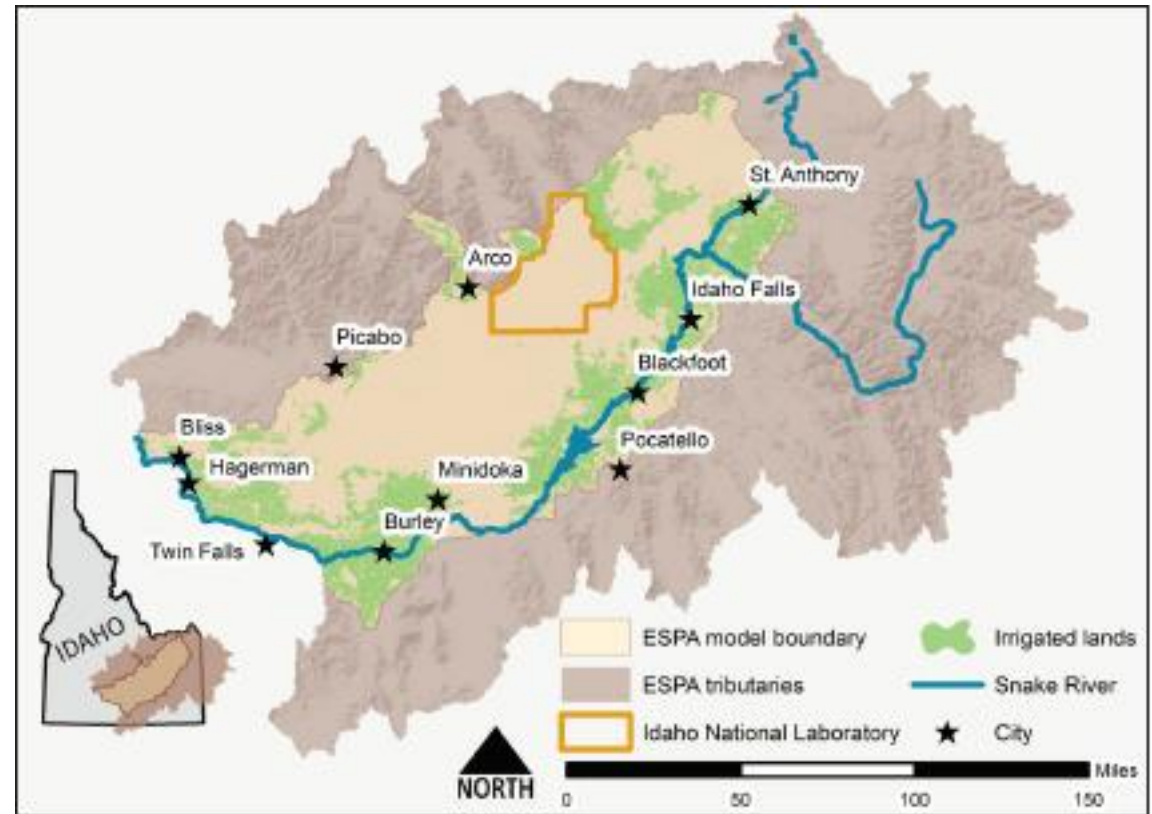 St. Anthony
Arco
Idaho Falls
Picabo
Blackfoot
Bliss
Pocatello
Hagerman
Minidoka
Burley
Twin Falls
IDAHO
ESPA model boundary
Irrigated lands
ESPA tributaries
Snake River
Idaho National Laboratory
City
NORTH
Miles
0 50 100 150